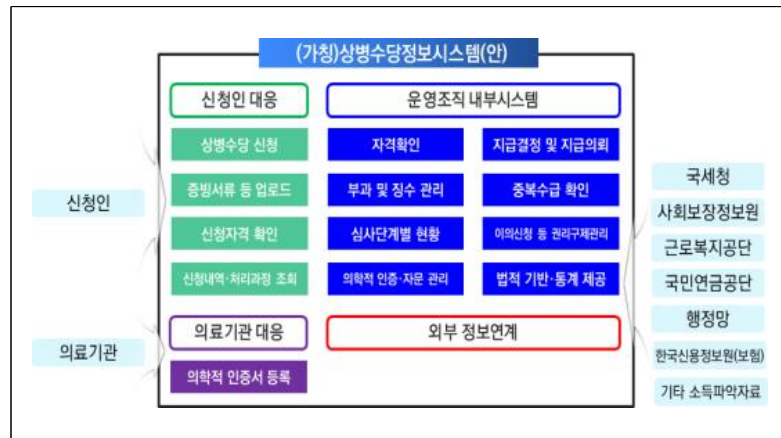 (가칭)상병수당정보시스템(안)
신청인 대응
운영조직 내부시스템
상병수당 신청
자격확인
지급결정 및 지급의뢰
증빙서류 등 업로드
부과 및 징수 관리
중복수급 확인
신청자격 확인
심사단계별 현황
이의신청 등 권리구제관리
신청내역·처리과정 조회
의학적 인증·자문 관리
법적 기반·통계 제공
의료기관 대응
외부 정보연계
의학적 인증서 등록
신청인
의료기관
국세청
사회보장정보원
근로복지공단
국민연금공단
행정망
한국신용정보원(보험)
기타 소득파악자료